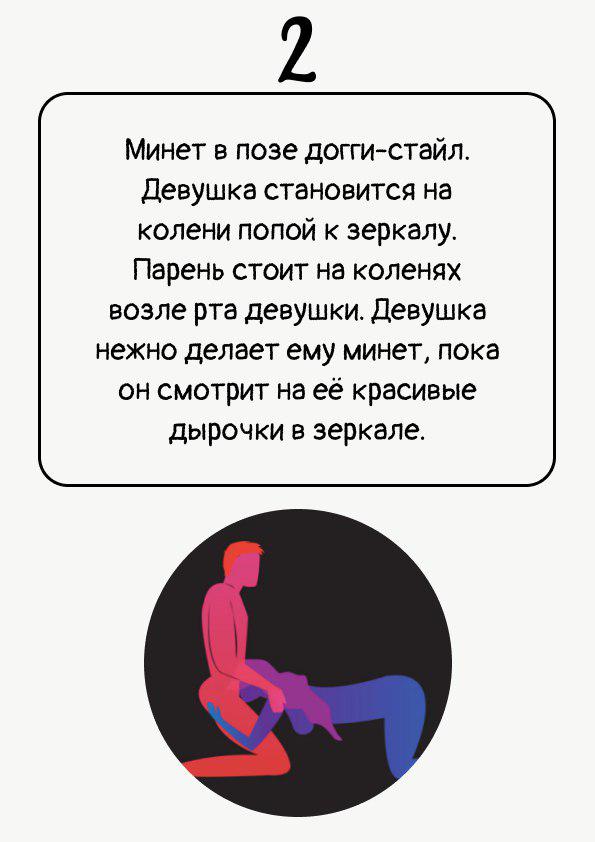 2
Минет в позе догги-стайл.
Девушка становится на
колени попой к зеркалу.
Парень стоит на коленях
возле рта девушки. Девушка
нежно делает ему минет, пока
он смотрит на её красивые
дырочки в зеркале.